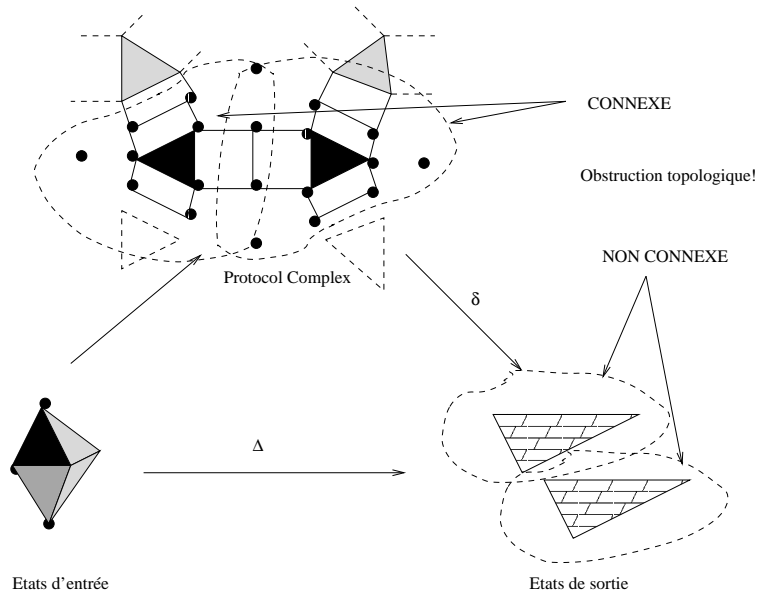 CONNEXE
Obstruction topologique!
NON CONNEXE
Protocol Complex
δ
Δ
Etats d'entrée
Etats de sortie